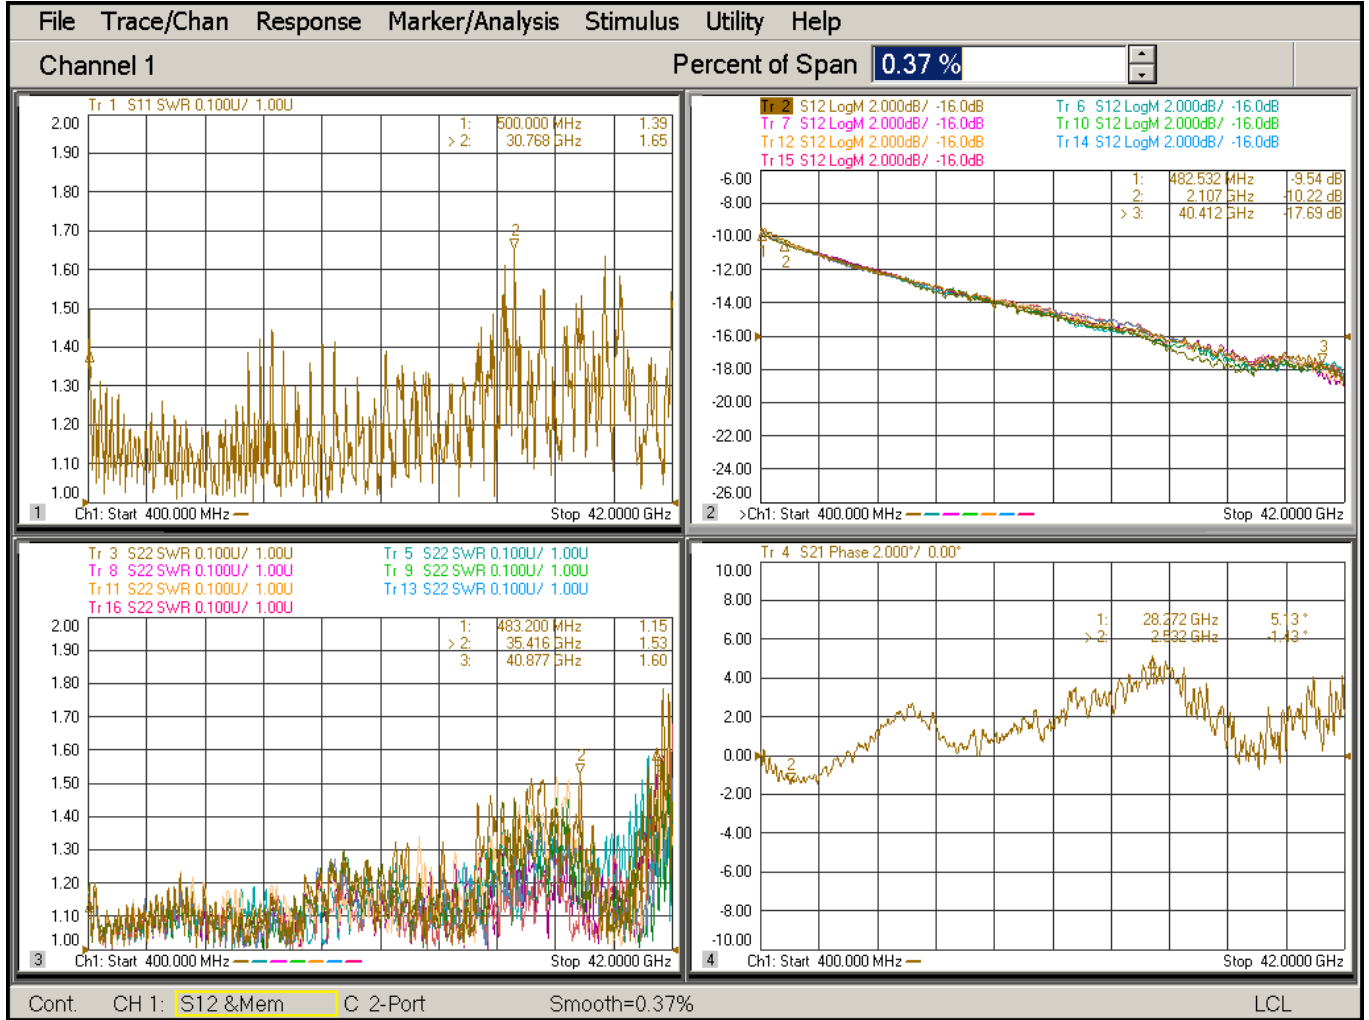 File Trace/Chan Response Marker/Analysis Stimulus Utility Help
Channel 1 Percent of Span 0.37 %
Tr 1 S11 SWR 0.100U/ 1.00U
1: 500.000 MHz 1.39
> 2: 30.768 GHz 1.65
2.00
1.90
1.80
1.70
1.60
1.50
1.40
1.30
1.20
1.10
1.00
2
1 Ch1: Start 400.000 MHz Stop 42.0000 GHz
Tr 2 S12 LogM 2.000dB/ -16.0dB Tr 6 S12 LogM 2.000dB/ -16.0dB
Tr 7 S12 LogM 2.000dB/ -16.0dB Tr 10 S12 LogM 2.000dB/ -16.0dB
Tr 12 S12 LogM 2.000dB/ -16.0dB Tr 14 S12 LogM 2.000dB/ -16.0dB
Tr 15 S12 LogM 2.000dB/ -16.0dB
1: 482.532 MHz -9.54 dB
2: 2.107 GHz -10.22 dB
> 3: 40.412 GHz -17.69 dB
-6.00
-8.00
-10.00
-12.00
-14.00
-16.00
-18.00
-20.00
-22.00
-24.00
-26.00
1
2
3
2 >Ch1: Start 400.000 MHz Stop 42.0000 GHz
Tr 3 S22 SWR 0.100U/ 1.00U Tr 5 S22 SWR 0.100U/ 1.00U
Tr 8 S22 SWR 0.100U/ 1.00U Tr 9 S22 SWR 0.100U/ 1.00U
Tr 11 S22 SWR 0.100U/ 1.00U Tr 13 S22 SWR 0.100U/ 1.00U
Tr 16 S22 SWR 0.100U/ 1.00U
1: 483.200 MHz 1.15
> 2: 35.416 GHz 1.53
3: 40.877 GHz 1.60
2.00
1.90
1.80
1.70
1.60
1.50
1.40
1.30
1.20
1.10
1.00
2
3 Ch1: Start 400.000 MHz Stop 42.0000 GHz
Tr 4 S21 Phase 2.000°/ 0.00°
1: 28.272 GHz 5.13 °
> 2: 2.532 GHz -1.43 °
10.00
8.00
6.00
4.00
2.00
0.00
-2.00
-4.00
-6.00
-8.00
-10.00
2
4 Ch1: Start 400.000 MHz Stop 42.0000 GHz
Cont. CH 1: S12 &Mem C 2-Port Smooth=0.37% LCL